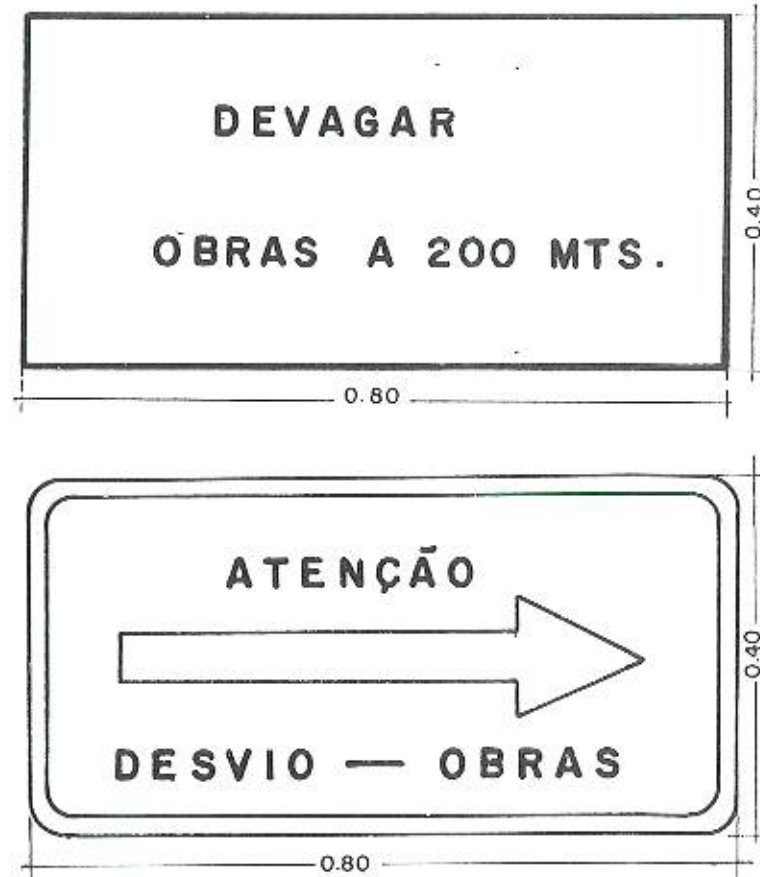 DEVAGAR
OBRAS A 200 MTS.
0.40
0.80
ATENÇÃO
0.40
DESVIO — OBRAS
0.80